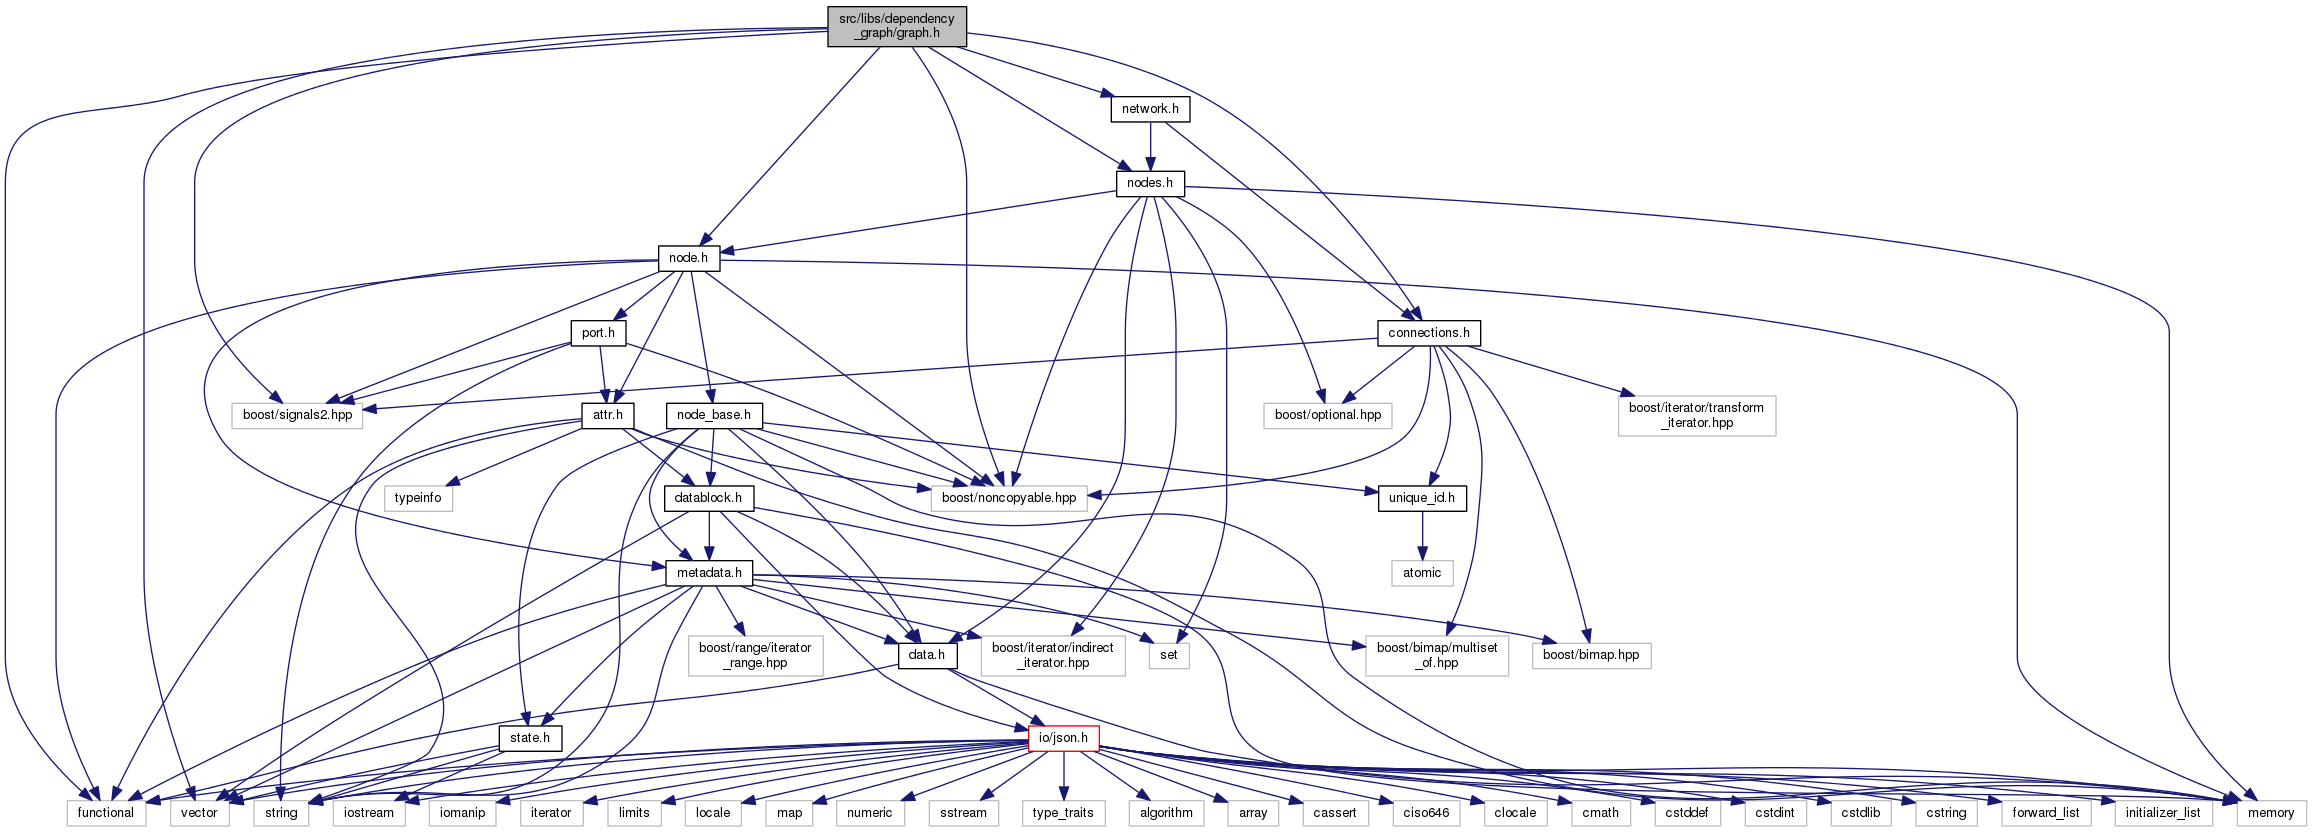 src/libs/dependency
_graph/graph.h
network.h
nodes.h
node.h
port.h
connections.h
boost/signals2.hpp
attr.h
node_base.h
boost/optional.hpp
boost/iterator/transform
_iterator.hpp
typeinfo
datablock.h
boost/noncopyable.hpp
unique_id.h
metadata.h
atomic
boost/range/iterator
_range.hpp
data.h
boost/iterator/indirect
_iterator.hpp
set
boost/bimap/multiset
_of.hpp
boost/bimap.hpp
state.h
io/json.h
functional
vector
string
iostream
iomanip
iterator
limits
locale
map
numeric
sstream
type_traits
algorithm
array
cassert
ciso646
clocale
cmath
cstddef
cstdint
cstdlib
cstring
forward_list
initializer_list
memory